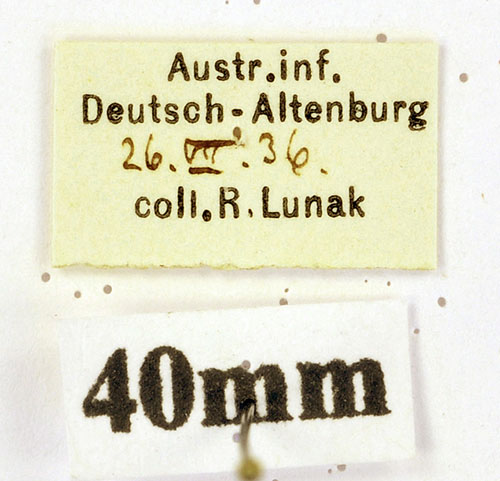 Austr.inf.
Deutsch-Altenburg
26.VII.36.
coll.R.Lunak
40mm